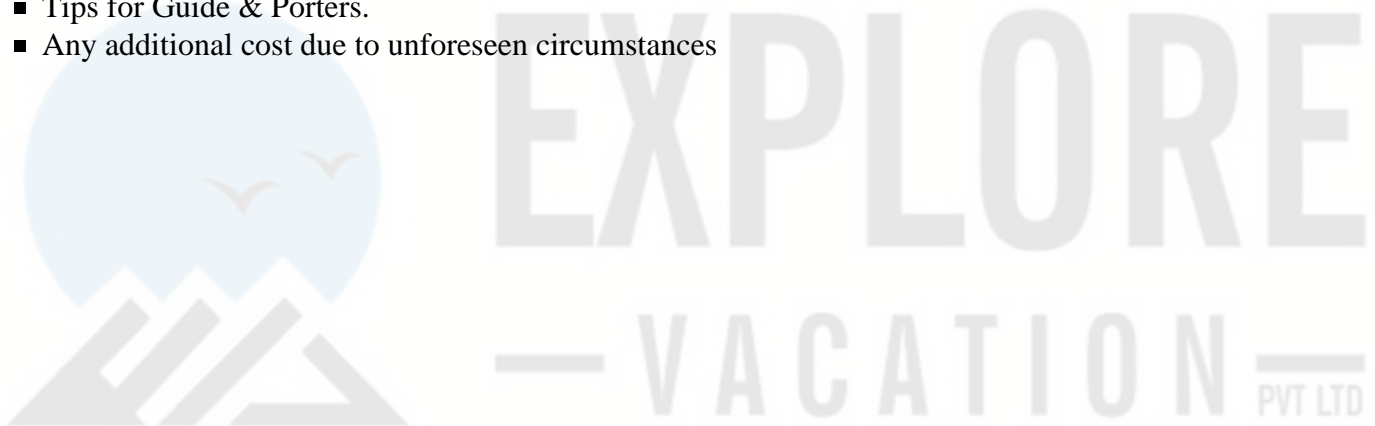 Tips for Guide & Porters.
Any additional cost due to unforeseen circumstances
EXPLORE
VACATION
PVT LTD